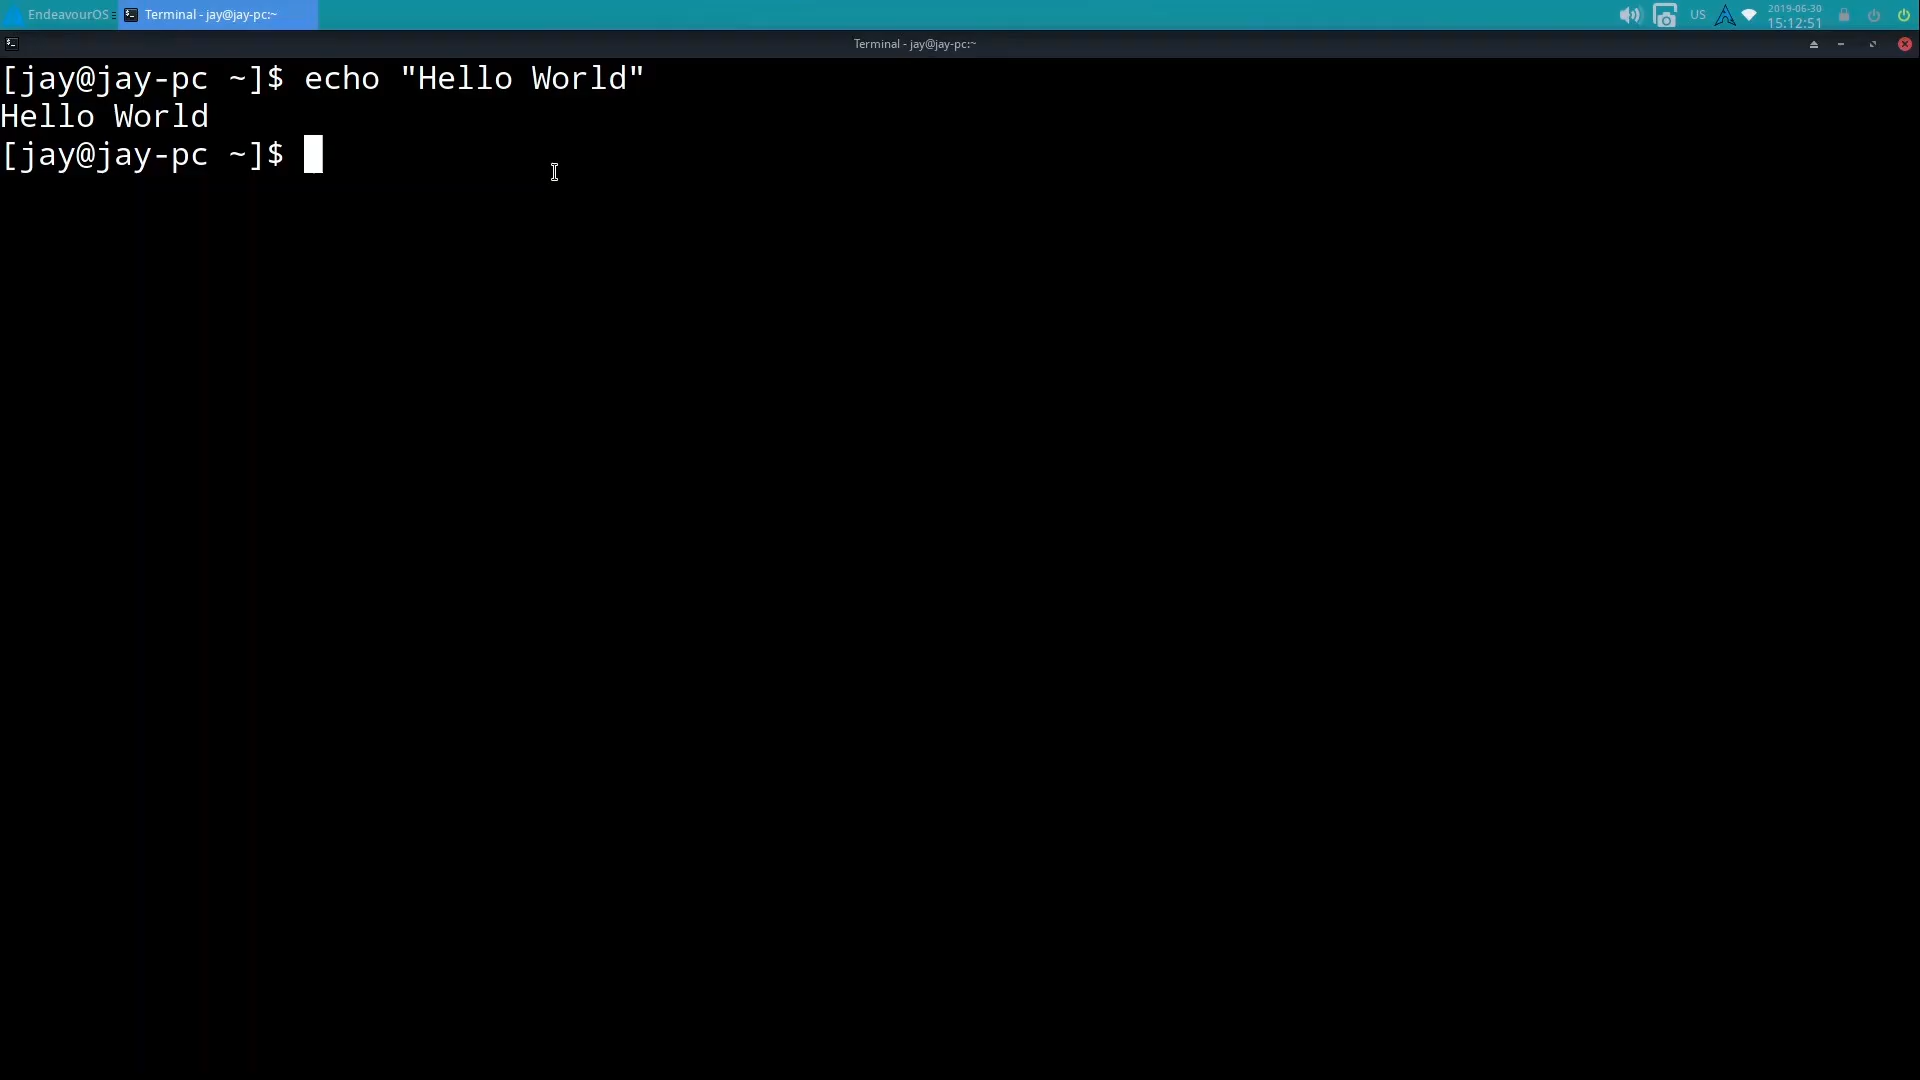 EndeavourOS
Terminal - jay@jay-pc:~
US
2019-06-30
15:12:51
Terminal - jay@jay-pc:~
[jay@jay-pc ~]$ echo "Hello World"
Hello World
[jay@jay-pc ~]$